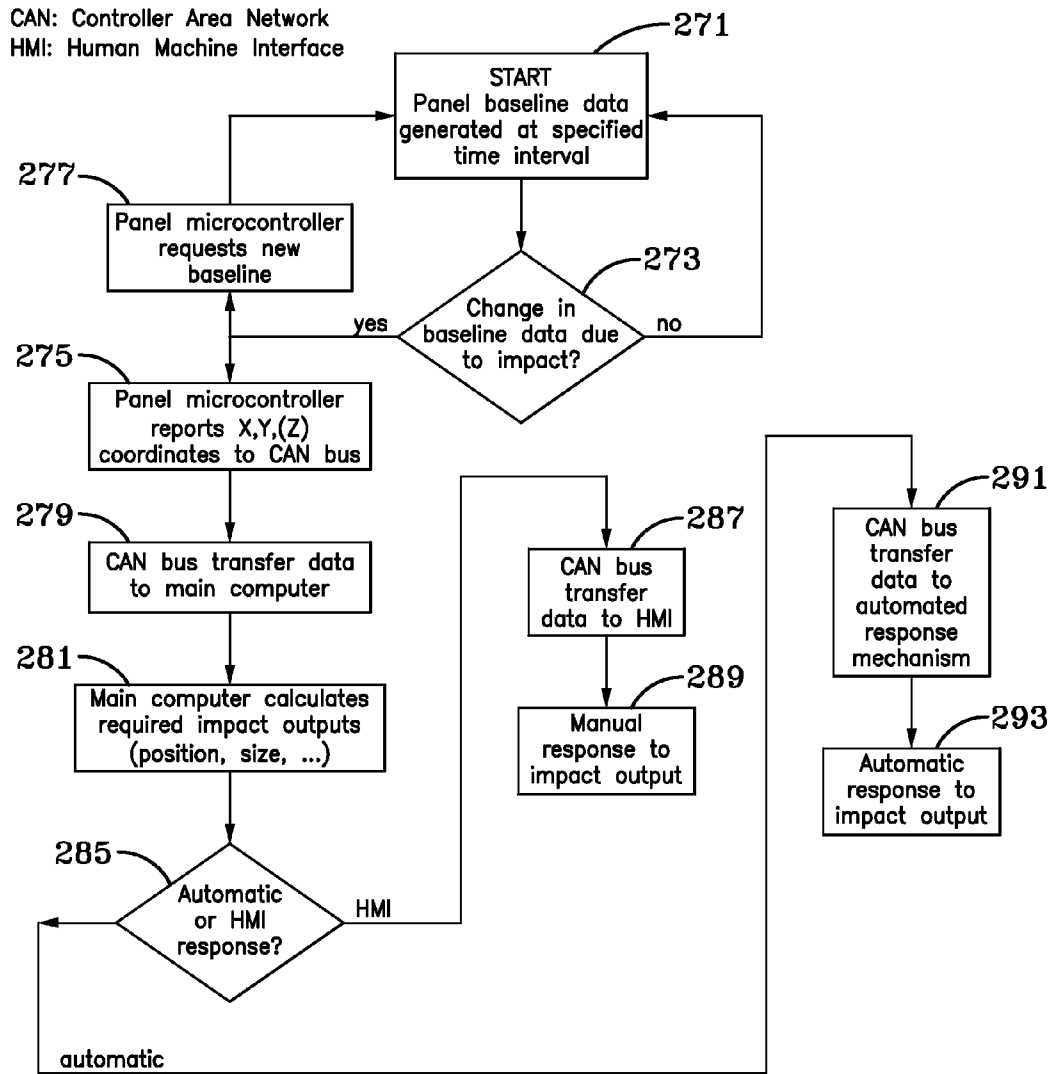 CAN: Controller Area Network
HMI: Human Machine Interface
271
START
Panel baseline data
generated at specified
time interval
277
Panel microcontroller
requests new
baseline
273
Change in
baseline data due
to impact?
yes
no
275
Panel microcontroller
reports X,Y,(Z)
coordinates to CAN bus
279
CAN bus transfer data
to main computer
281
Main computer calculates
required impact outputs
(position, size, ...)
285
Automatic
or HMI
response?
HMI
automatic
287
CAN bus
transfer
data to HMI
289
Manual
response to
impact output
291
CAN bus
transfer
data to
automated
response
mechanism
293
Automatic
response to
impact output